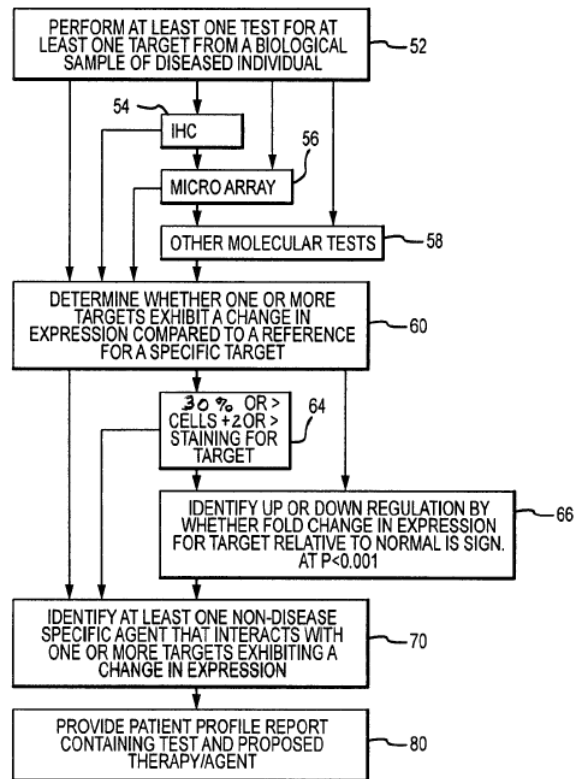 PERFORM AT LEAST ONE TEST FOR AT
LEAST ONE TARGET FROM A BIOLOGICAL
SAMPLE OF DISEASED INDIVIDUAL
52
54
IHC
56
MICRO ARRAY
OTHER MOLECULAR TESTS
58
DETERMINE WHETHER ONE OR MORE
TARGETS EXHIBIT A CHANGE IN
EXPRESSION COMPARED TO A REFERENCE
FOR A SPECIFIC TARGET
60
30% OR >
CELLS +2 OR >
STAINING FOR
TARGET
64
IDENTIFY UP OR DOWN REGULATION BY
WHETHER FOLD CHANGE IN EXPRESSION
FOR TARGET RELATIVE TO NORMAL IS SIGN.
AT P<0.001
66
IDENTIFY AT LEAST ONE NON-DISEASE
SPECIFIC AGENT THAT INTERACTS WITH
ONE OR MORE TARGETS EXHIBITING A
CHANGE IN EXPRESSION
70
PROVIDE PATIENT PROFILE REPORT
CONTAINING TEST AND PROPOSED
THERAPY/AGENT
80